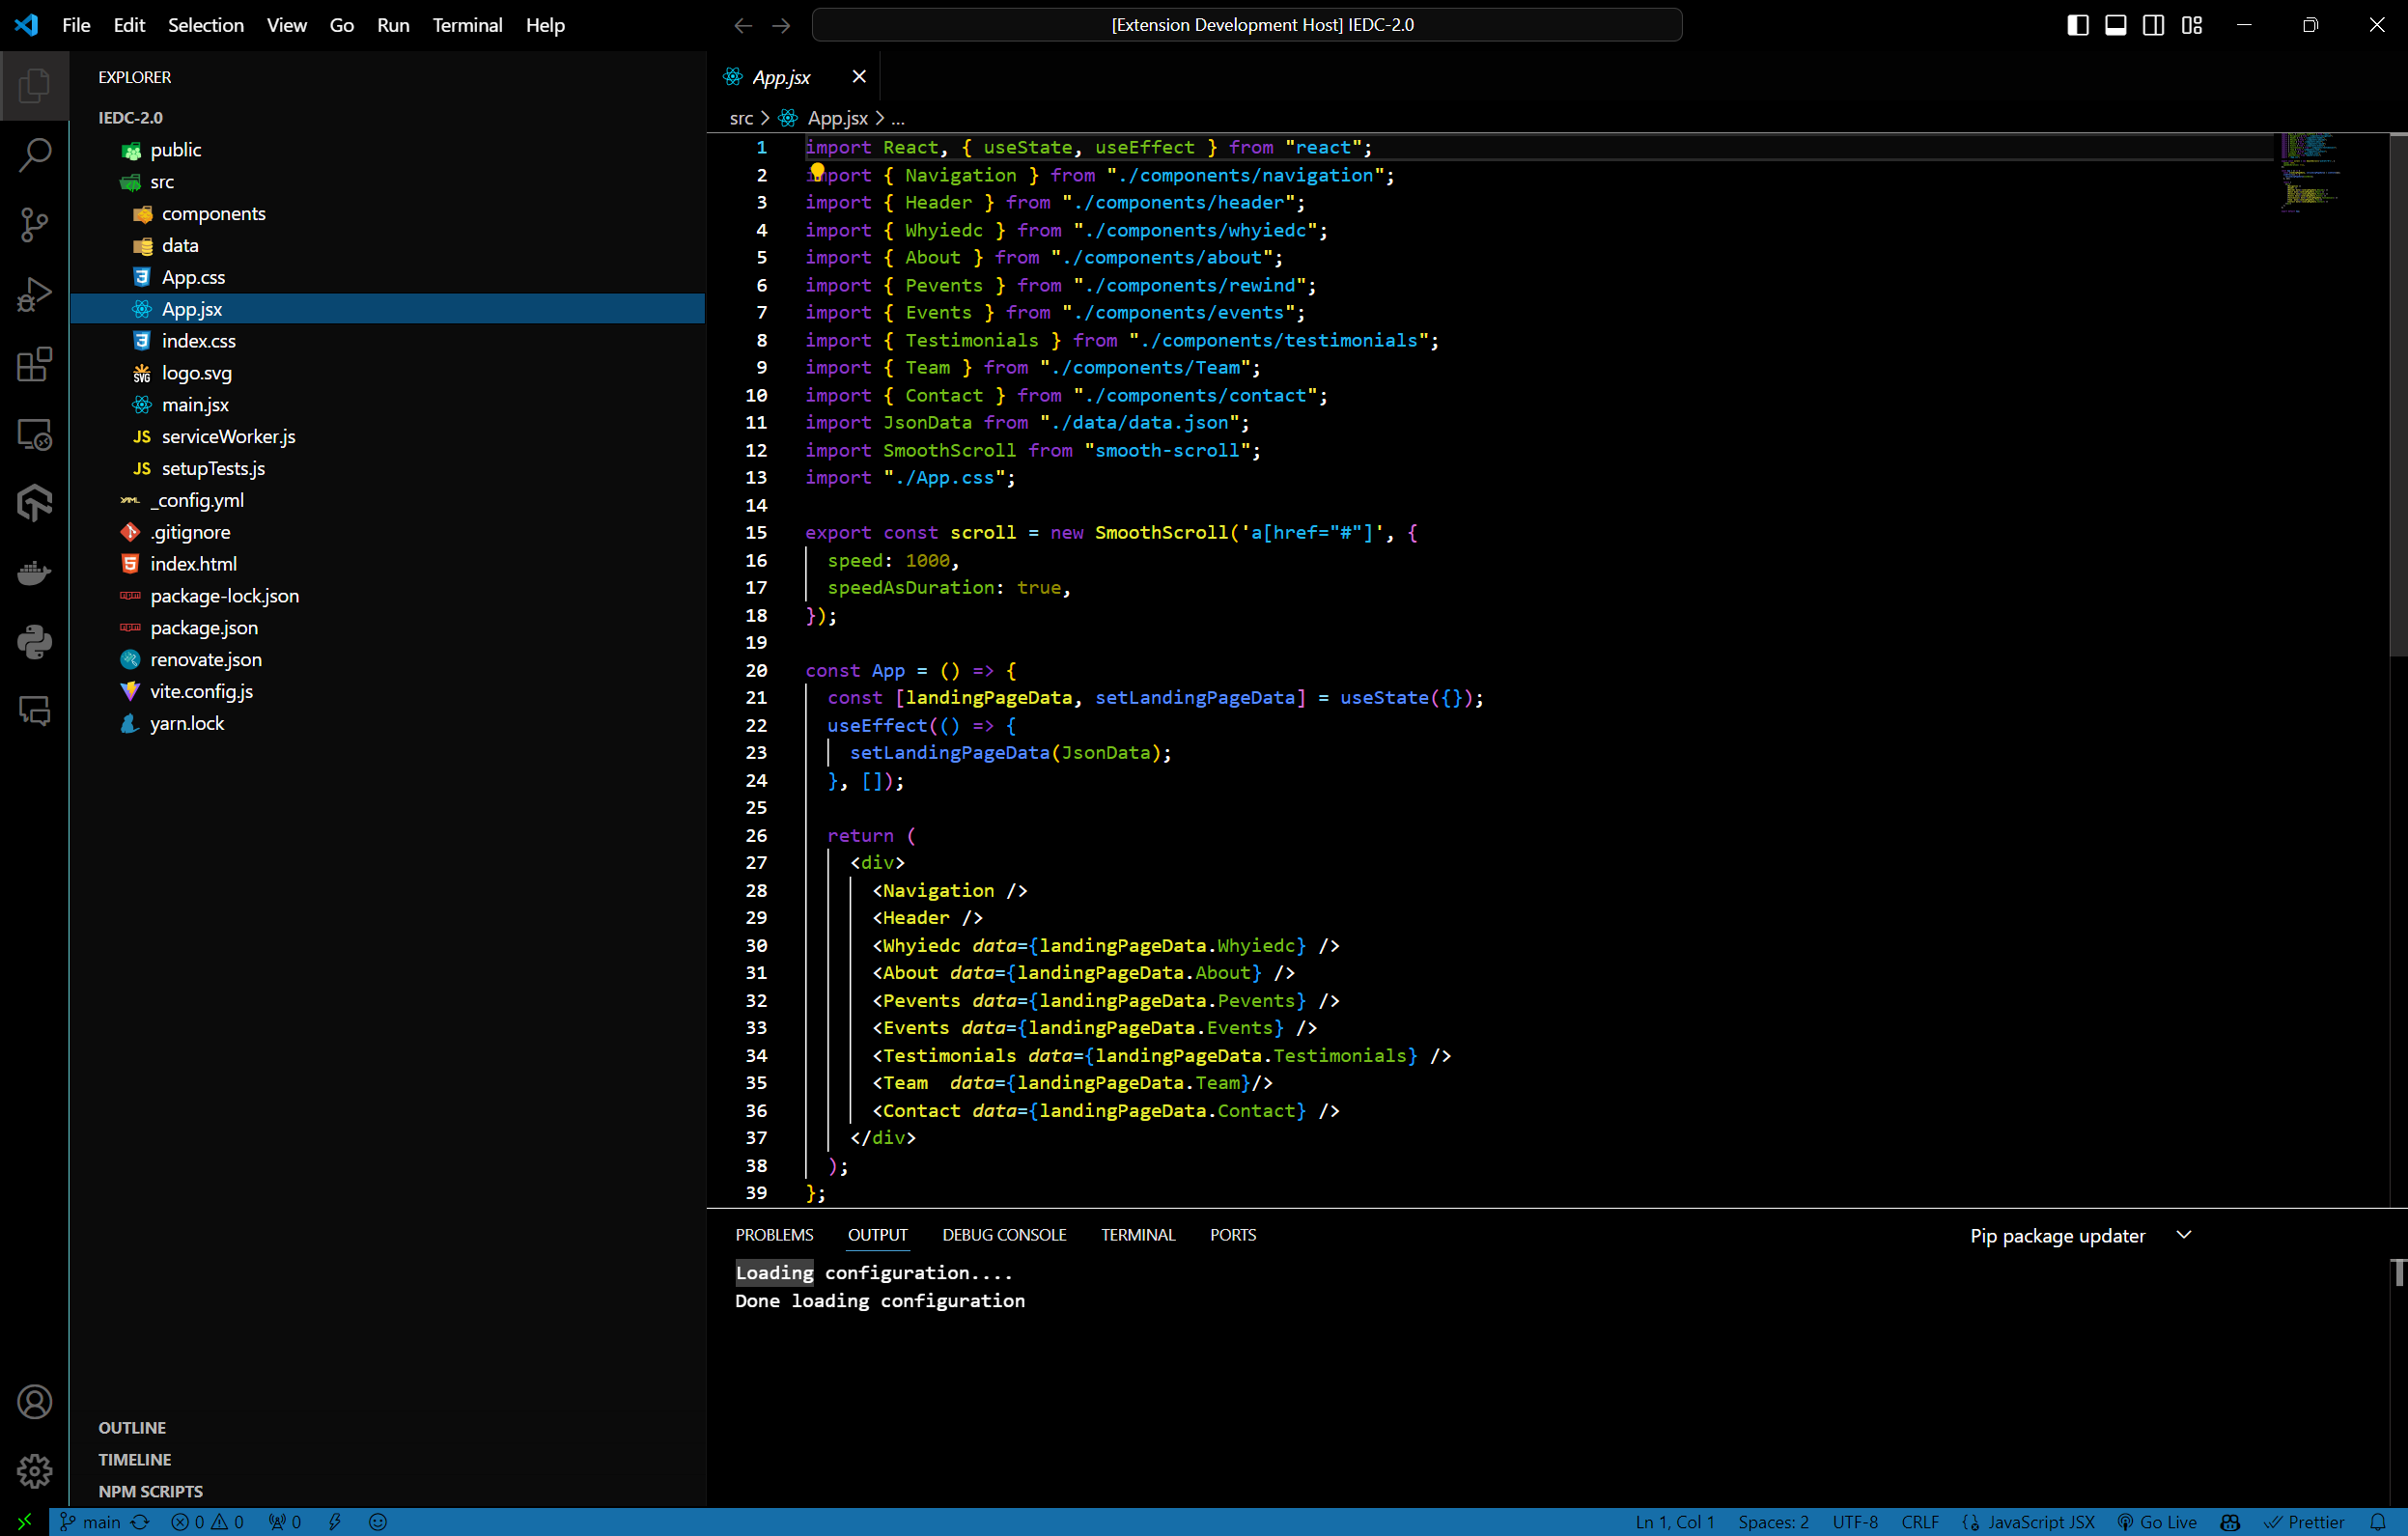 File Edit Selection View Go Run Terminal Help
[Extension Development Host] IEDC-2.0
EXPLORER
IEDC-2.0
public
src
components
data
App.css
App.jsx
index.css
logo.svg
main.jsx
JS serviceWorker.js
JS setupTests.js
_config.yml
.gitignore
index.html
package-lock.json
package.json
renovate.json
vite.config.js
yarn.lock
OUTLINE
TIMELINE
NPM SCRIPTS
App.jsx
src > App.jsx > ...
1 import React, { useState, useEffect } from "react";
2 import { Navigation } from "./components/navigation";
3 import { Header } from "./components/header";
4 import { Whyiedc } from "./components/whyiedc";
5 import { About } from "./components/about";
6 import { Pevents } from "./components/rewind";
7 import { Events } from "./components/events";
8 import { Testimonials } from "./components/testimonials";
9 import { Team } from "./components/Team";
10 import { Contact } from "./components/contact";
11 import JsonData from "./data/data.json";
12 import SmoothScroll from "smooth-scroll";
13 import "./App.css";
14
15 export const scroll = new SmoothScroll('a[href="#"]', {
16 speed: 1000,
17 speedAsDuration: true,
18 });
19
20 const App = () => {
21 const [landingPageData, setLandingPageData] = useState({});
22 useEffect(() => {
23 setLandingPageData(JsonData);
24 }, []);
25
26 return (
27 <div>
28 <Navigation />
29 <Header />
30 <Whyiedc data={landingPageData.Whyiedc} />
31 <About data={landingPageData.About} />
32 <Pevents data={landingPageData.Pevents} />
33 <Events data={landingPageData.Events} />
34 <Testimonials data={landingPageData.Testimonials} />
35 <Team  data={landingPageData.Team}/>
36 <Contact data={landingPageData.Contact} />
37 </div>
38 );
39 };
PROBLEMS OUTPUT DEBUG CONSOLE TERMINAL PORTS Pip package updater
Loading configuration....
Done loading configuration
main 0 0 0 Ln 1, Col 1 Spaces: 2 UTF-8 CRLF JavaScript JSX Go Live Prettier